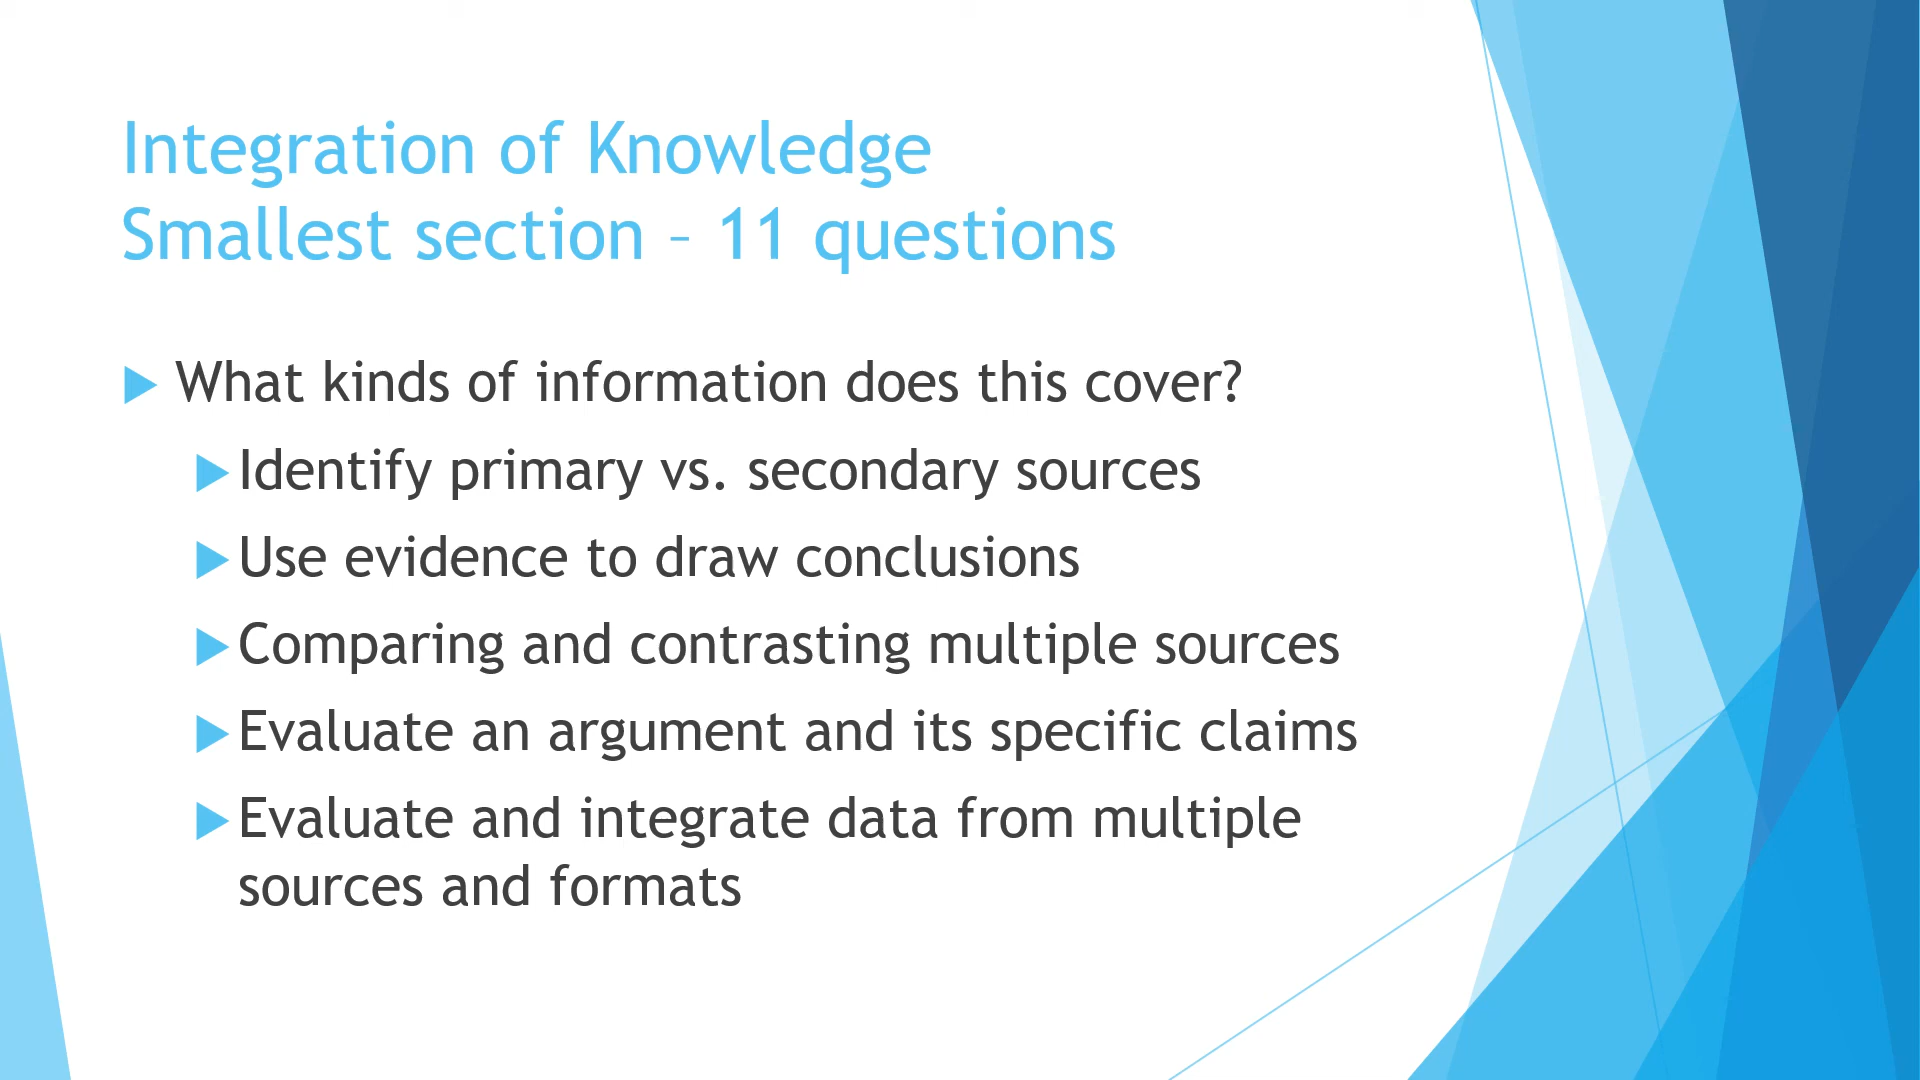 Integration of Knowledge
Smallest section – 11 questions
What kinds of information does this cover?
Identify primary vs. secondary sources
Use evidence to draw conclusions
Comparing and contrasting multiple sources
Evaluate an argument and its specific claims
Evaluate and integrate data from multiple
sources and formats